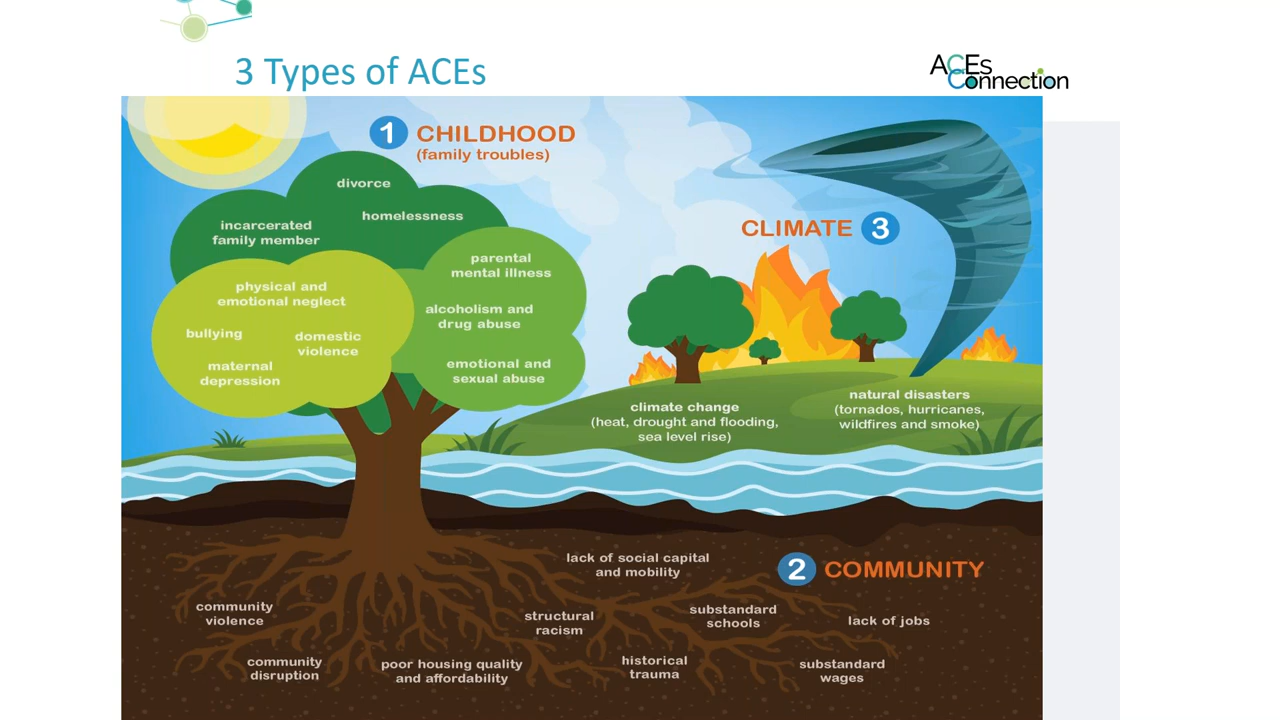 3 Types of ACEs
ACEs
Connection
1 CHILDHOOD
(family troubles)
divorce
homelessness
incarcerated
family member
parental
mental illness
physical and
emotional neglect
alcoholism and
drug abuse
bullying
domestic
violence
maternal
depression
emotional and
sexual abuse
CLIMATE 3
climate change
(heat, drought and flooding,
sea level rise)
natural disasters
(tornados, hurricanes,
wildfires and smoke)
2 COMMUNITY
lack of social capital
and mobility
community
violence
structural
racism
substandard
schools
lack of jobs
community
disruption
poor housing quality
and affordability
historical
trauma
substandard
wages